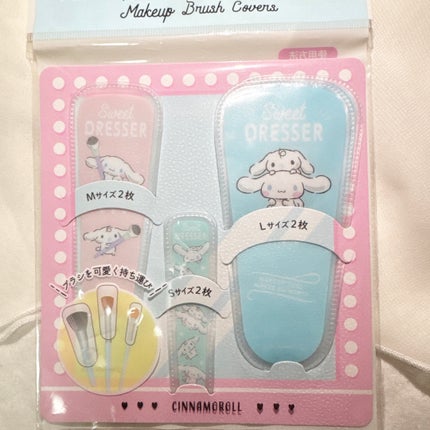 Makeup Brush Covers
Sweet
DRESSER
Sweet
DRESSER
DRESSER
Mサイズ2枚
Lサイズ2枚
Sサイズ2枚
ブラシを可愛く持ち運び!
CINNAMOROLL